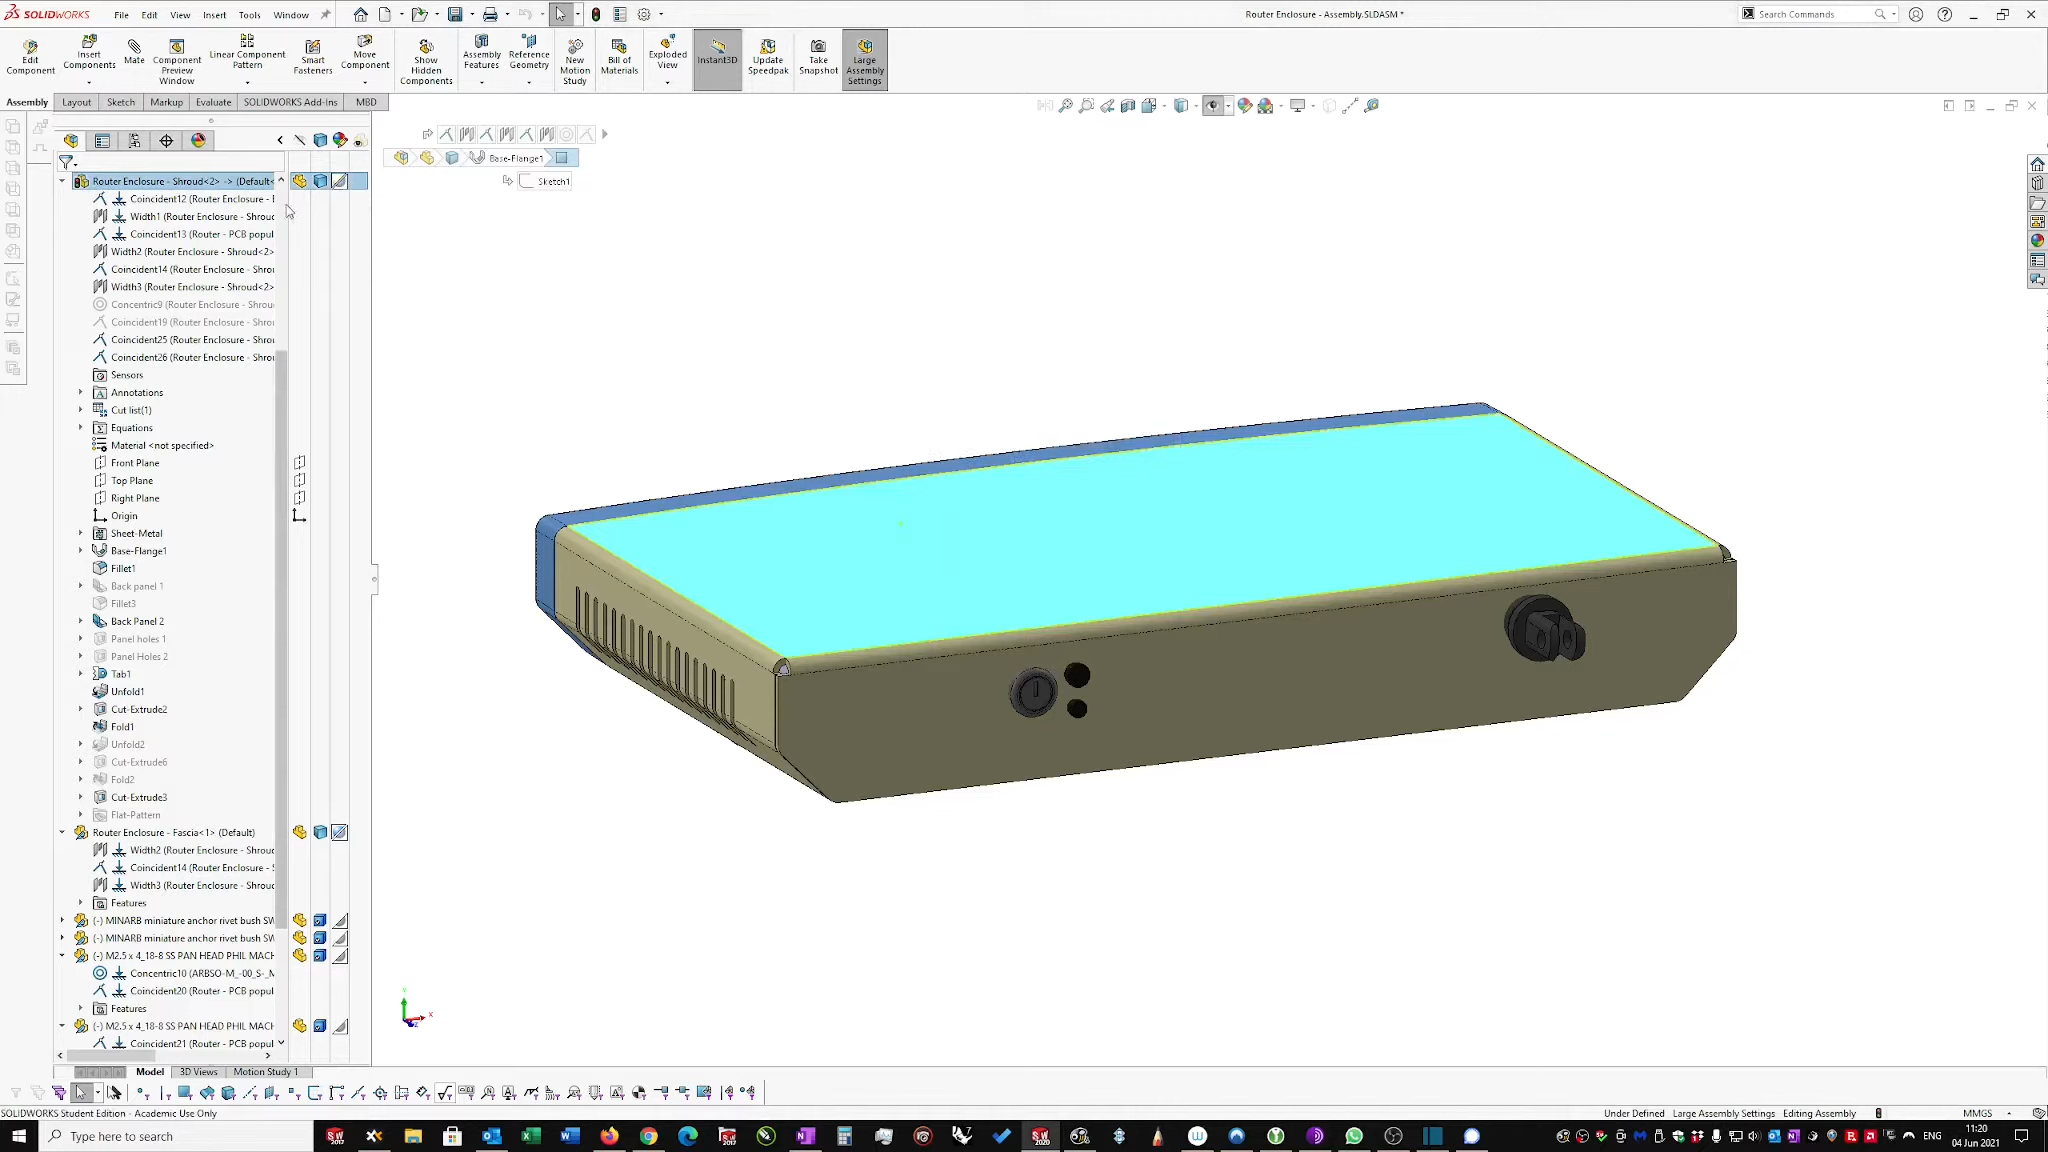 SOLIDWORKS File Edit View Insert Tools Window
Router Enclosure - Assembly.SLDASM *
Search Commands
Edit Component
Insert Components
Mate
Component Preview Window
Linear Component Pattern
Smart Fasteners
Move Component
Show Hidden Components
Assembly Features
Reference Geometry
New Motion Study
Bill of Materials
Exploded View
Instant3D
Update Speedpak
Take Snapshot
Large Assembly Settings
Assembly Layout Sketch Markup Evaluate SOLIDWORKS Add-Ins MBD
Base-Flange1
Sketch1
Router Enclosure - Shroud<2> -> (Default<
Coincident12 (Router Enclosure - E
Width1 (Router Enclosure - Shroud
Coincident13 (Router - PCB popul
Width2 (Router Enclosure - Shroud<2>
Coincident14 (Router Enclosure - Shrou
Width3 (Router Enclosure - Shroud<2>
Concentric9 (Router Enclosure - Shrou
Coincident19 (Router Enclosure - Shrou
Coincident25 (Router Enclosure - Shrou
Coincident26 (Router Enclosure - Shrou
Sensors
Annotations
Cut list(1)
Equations
Material <not specified>
Front Plane
Top Plane
Right Plane
Origin
Sheet-Metal
Base-Flange1
Fillet1
Back panel 1
Fillet3
Back Panel 2
Panel holes 1
Panel Holes 2
Tab1
Unfold1
Cut-Extrude2
Fold1
Unfold2
Cut-Extrude6
Fold2
Cut-Extrude3
Flat-Pattern
Router Enclosure - Fascia<1> (Default)
Width2 (Router Enclosure - Shroud
Coincident14 (Router Enclosure - S
Width3 (Router Enclosure - Shroud
Features
(-) MINARB miniature anchor rivet bush SW
(-) MINARB miniature anchor rivet bush SW
(-) M2.5 x 4_18-8 SS PAN HEAD PHIL MACH
Concentric10 (ARBSO-M_-00_S-_M
Coincident20 (Router - PCB popul
Features
(-) M2.5 x 4_18-8 SS PAN HEAD PHIL MACH
Coincident21 (Router - PCB popul
Model 3D Views Motion Study 1
SOLIDWORKS Student Edition - Academic Use Only
Under Defined Large Assembly Settings Editing Assembly MMGS
Type here to search
ENG
11:20
04 Jun 2021